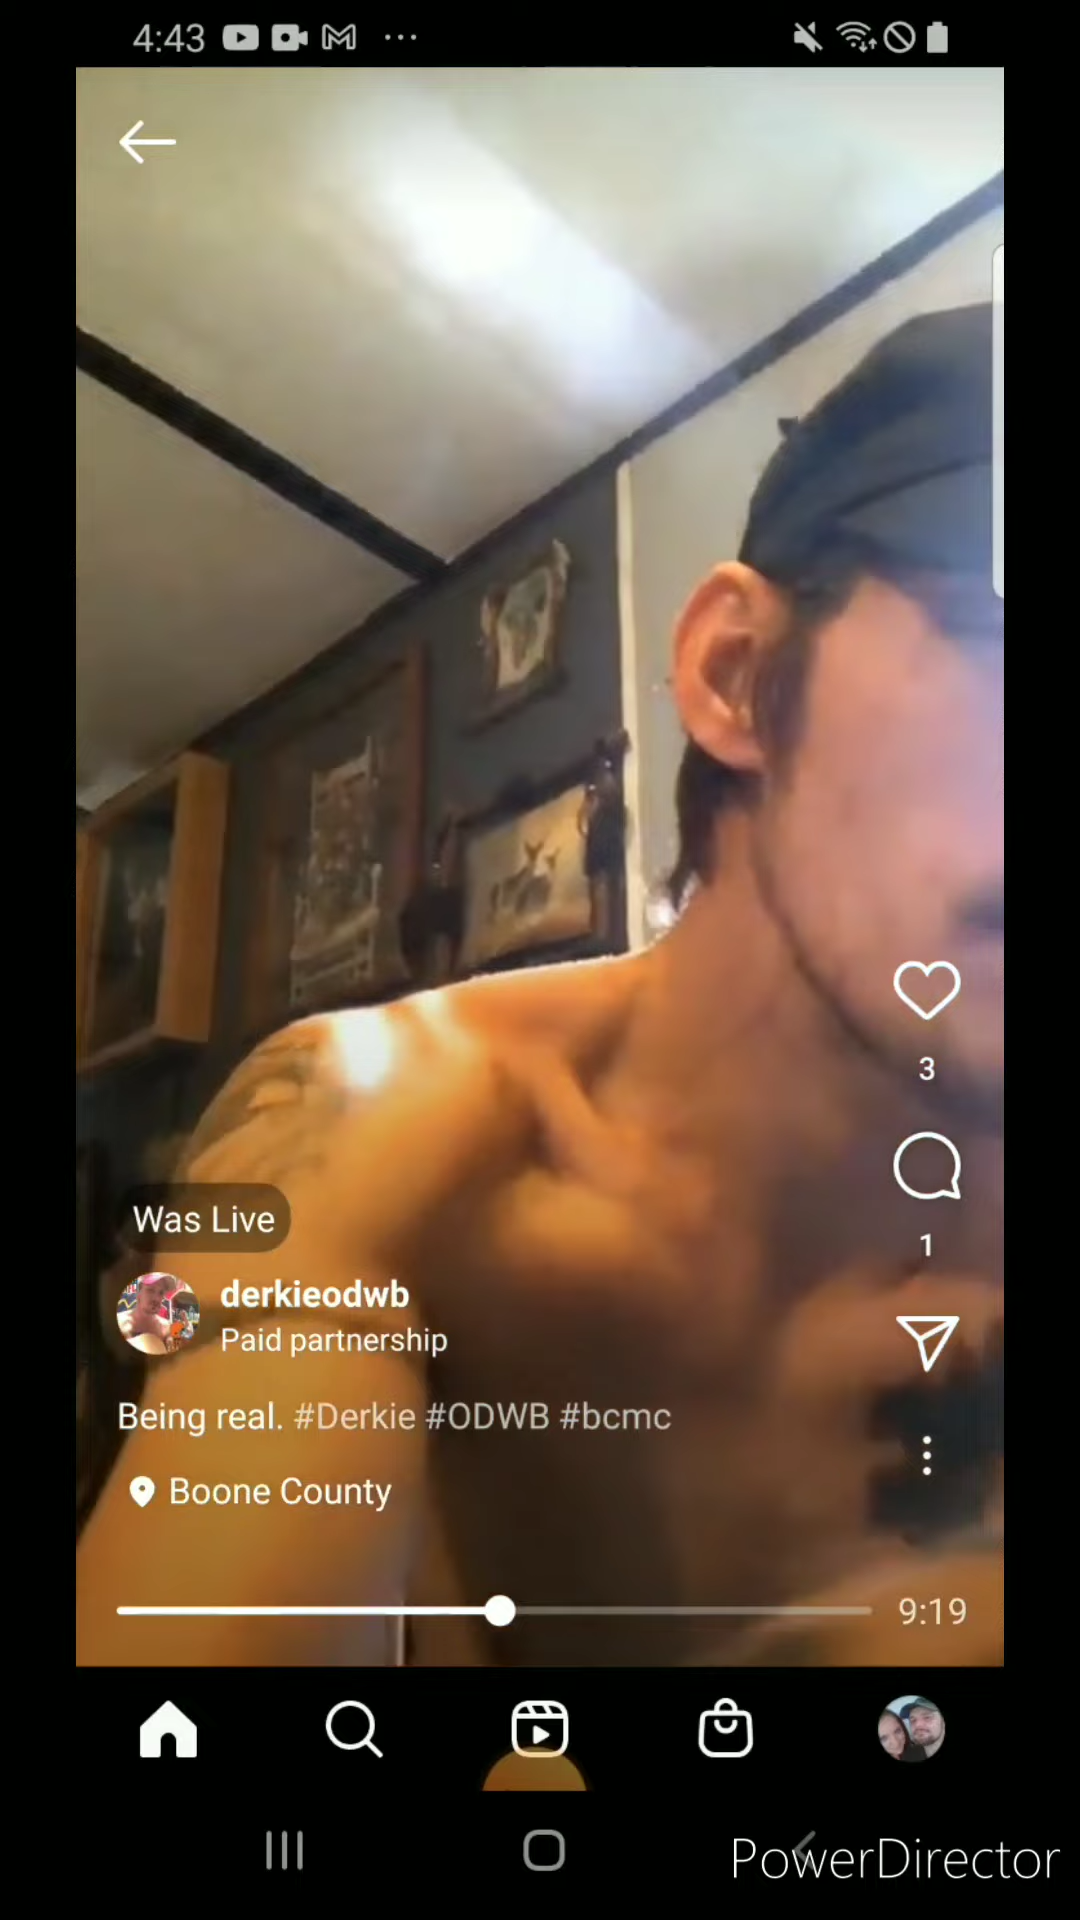 4:43
Was Live
derkieodwb
Paid partnership
Being real. #Derkie #ODWB #bcmc
Boone County
3
1
9:19
PowerDirector